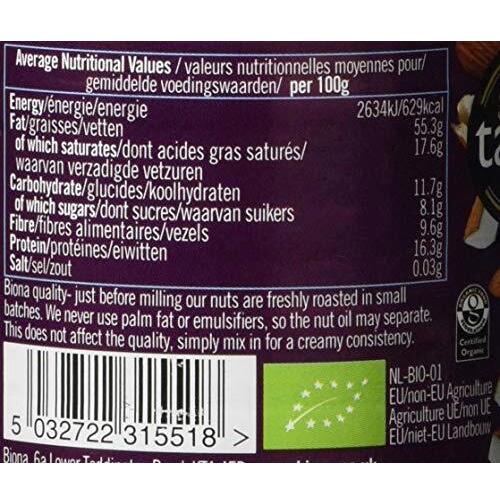 Average Nutritional Values / valeurs nutritionnelles moyennes pour/
gemiddelde voedingswaarden/ per 100g
Energy/énergie/energie 2634kJ/629kcal
Fat/graisses/vetten 55.3g
of which saturates/dont acides gras saturés/ 17.6g
waarvan verzadigde vetzuren
Carbohydrate/glucides/koolhydraten 11.7g
of which sugars/dont sucres/waarvan suikers 8.1g
Fibre/fibres alimentaires/vezels 9.6g
Protein/protéines/eiwitten 16.3g
Salt/sel/zout 0.03g
Biona quality- just before milling our nuts are freshly roasted in small
batches. We never use palm fat or emulsifiers, so the nut oil may separate.
This does not affect the quality, simply mix in for a creamy consistency.
ta
Certified
Organic
5 032722 315518 >
NL-BIO-01
EU/non-EU Agriculture
Agriculture UE/non UE
EU/niet-EU Landbouw
Biona, 6a Lower